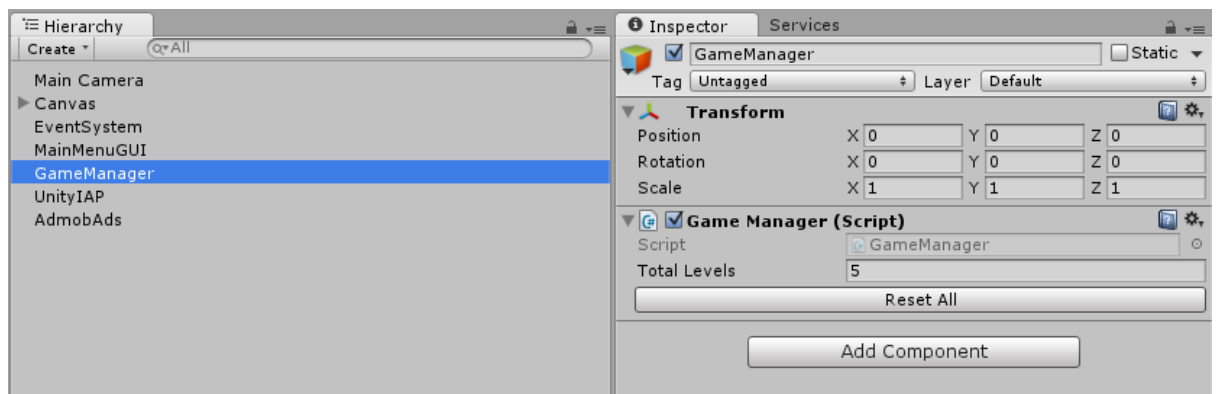 Hierarchy
Create
All
Main Camera
Canvas
EventSystem
MainMenuGUI
GameManager
UnityIAP
AdmobAds
Inspector Services
GameManager Static
Tag Untagged Layer Default
Transform
Position X 0 Y 0 Z 0
Rotation X 0 Y 0 Z 0
Scale X 1 Y 1 Z 1
C# Game Manager (Script)
Script GameManager
Total Levels 5
Reset All
Add Component